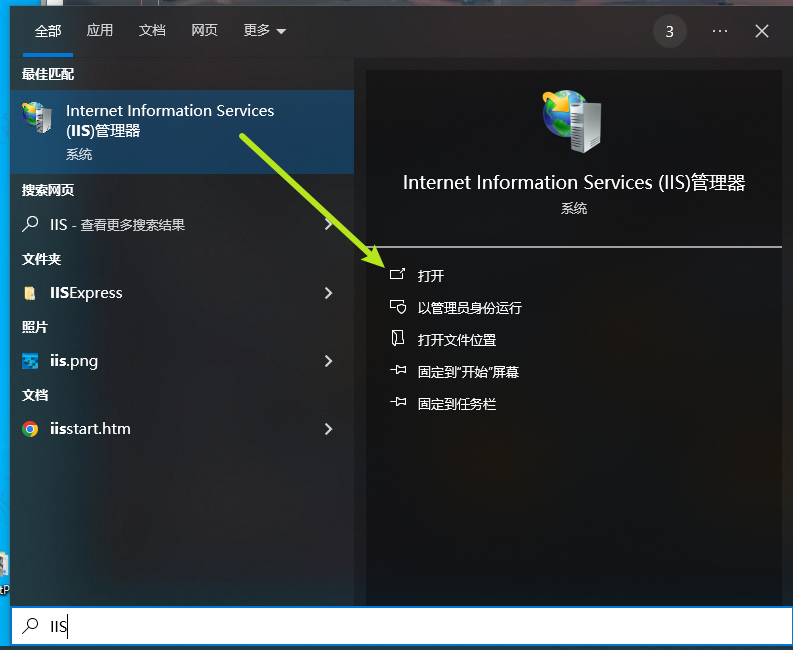 全部 应用 文档 网页 更多 3 ...
最佳匹配
Internet Information Services
(IIS)管理器
系统
搜索网页
IIS - 查看更多搜索结果
文件夹
IISExpress
照片
iis.png
文档
iisstart.htm
Internet Information Services (IIS)管理器
系统
打开
以管理员身份运行
打开文件位置
固定到“开始”屏幕
固定到任务栏
tP
IIS